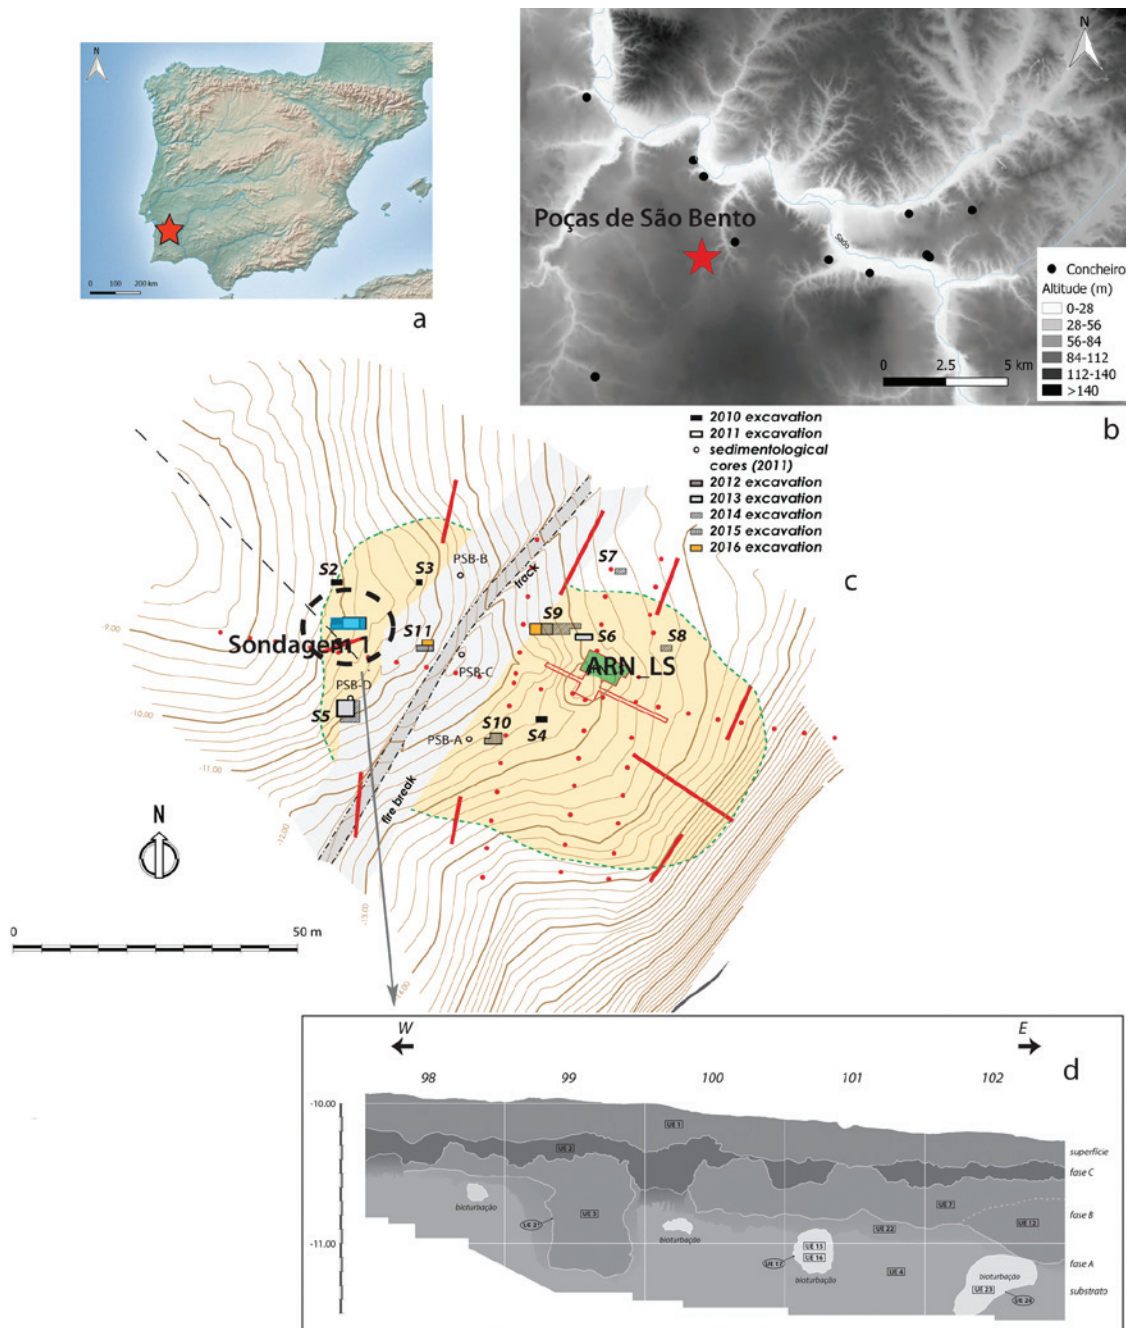 N
0 100 200 km
a
N
Poças de São Bento
Sado
Concheiro
Altitude (m)
0-28
28-56
56-84
84-112
112-140
>140
0 2.5 5 km
b
2010 excavation
2011 excavation
sedimentological
cores (2011)
2012 excavation
2013 excavation
2014 excavation
2015 excavation
2016 excavation
c
S2
S3
PSB-B
track
S7
S9
S6
S8
-9.00
Sondagem 1
S11
PSB-C
ARN_LS
PSB-D
S5
-10.00
PSB-A
S10
S4
-11.00
fire break
-12.00
N
-13.00
0 50 m
-14.00
W
E
d
98 99 100 101 102
-10.00
UE 1
superfície
UE 2
fase C
bioturbação
UE 3
UE 7
fase B
UE 12
UE 22
bioturbação
-11.00
UE 15
UE 16
UE 17
bioturbação
UE 4
fase A
bioturbação
UE 23
substrato